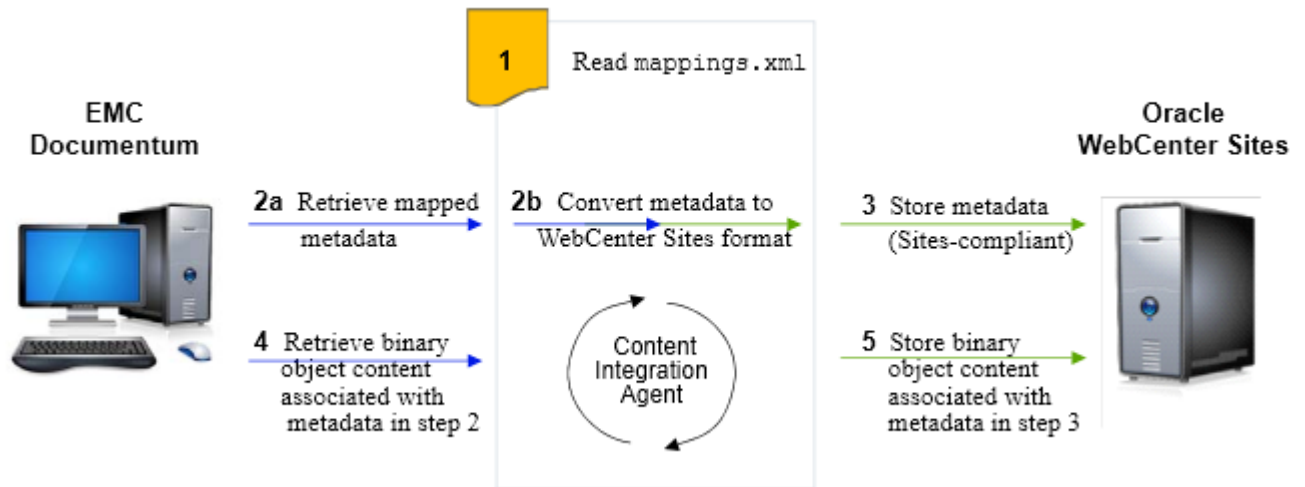 1 Read mappings.xml
EMC
Documentum
Oracle
WebCenter Sites
2a Retrieve mapped
metadata
2b Convert metadata to
WebCenter Sites format
3 Store metadata
(Sites-compliant)
4 Retrieve binary
object content
associated with
metadata in step 2
Content
Integration
Agent
5 Store binary
object content
associated with
metadata in step 3